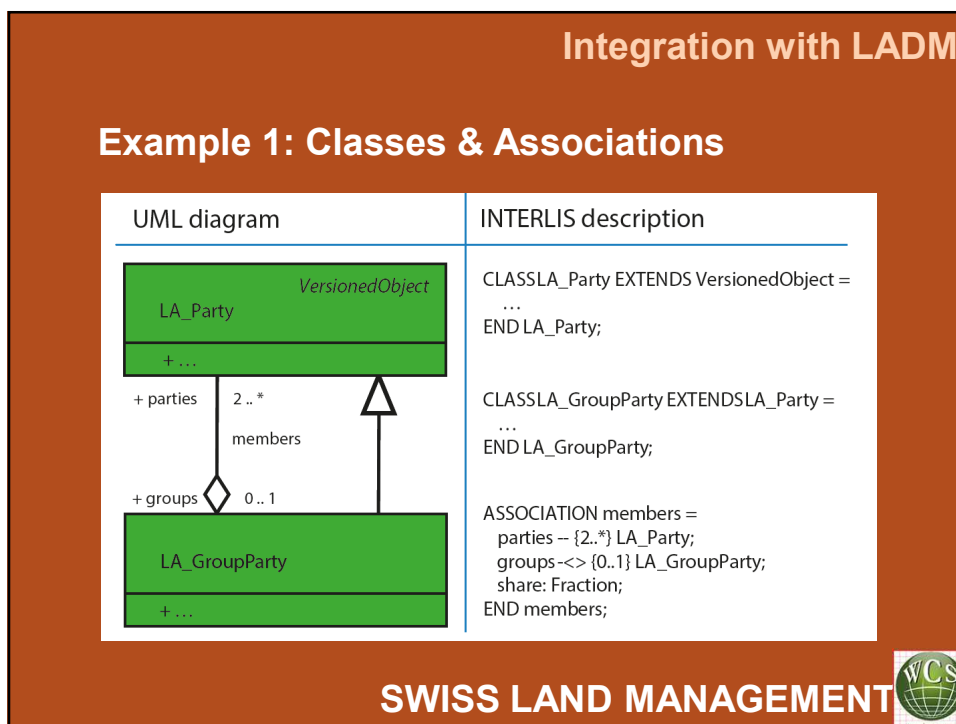 Integration with LADM
Example 1: Classes & Associations
UML diagram
VersionedObject
LA_Party
+ ...
+ parties
2 .. *
members
+ groups
0 .. 1
LA_GroupParty
+ ...
INTERLIS description
CLASSLA_Party EXTENDS VersionedObject =
...
END LA_Party;
CLASSLA_GroupParty EXTENDSLA_Party =
...
END LA_GroupParty;
ASSOCIATION members =
parties -- {2..*} LA_Party;
groups -<> {0..1} LA_GroupParty;
share: Fraction;
END members;
SWISS LAND MANAGEMENT
WCS